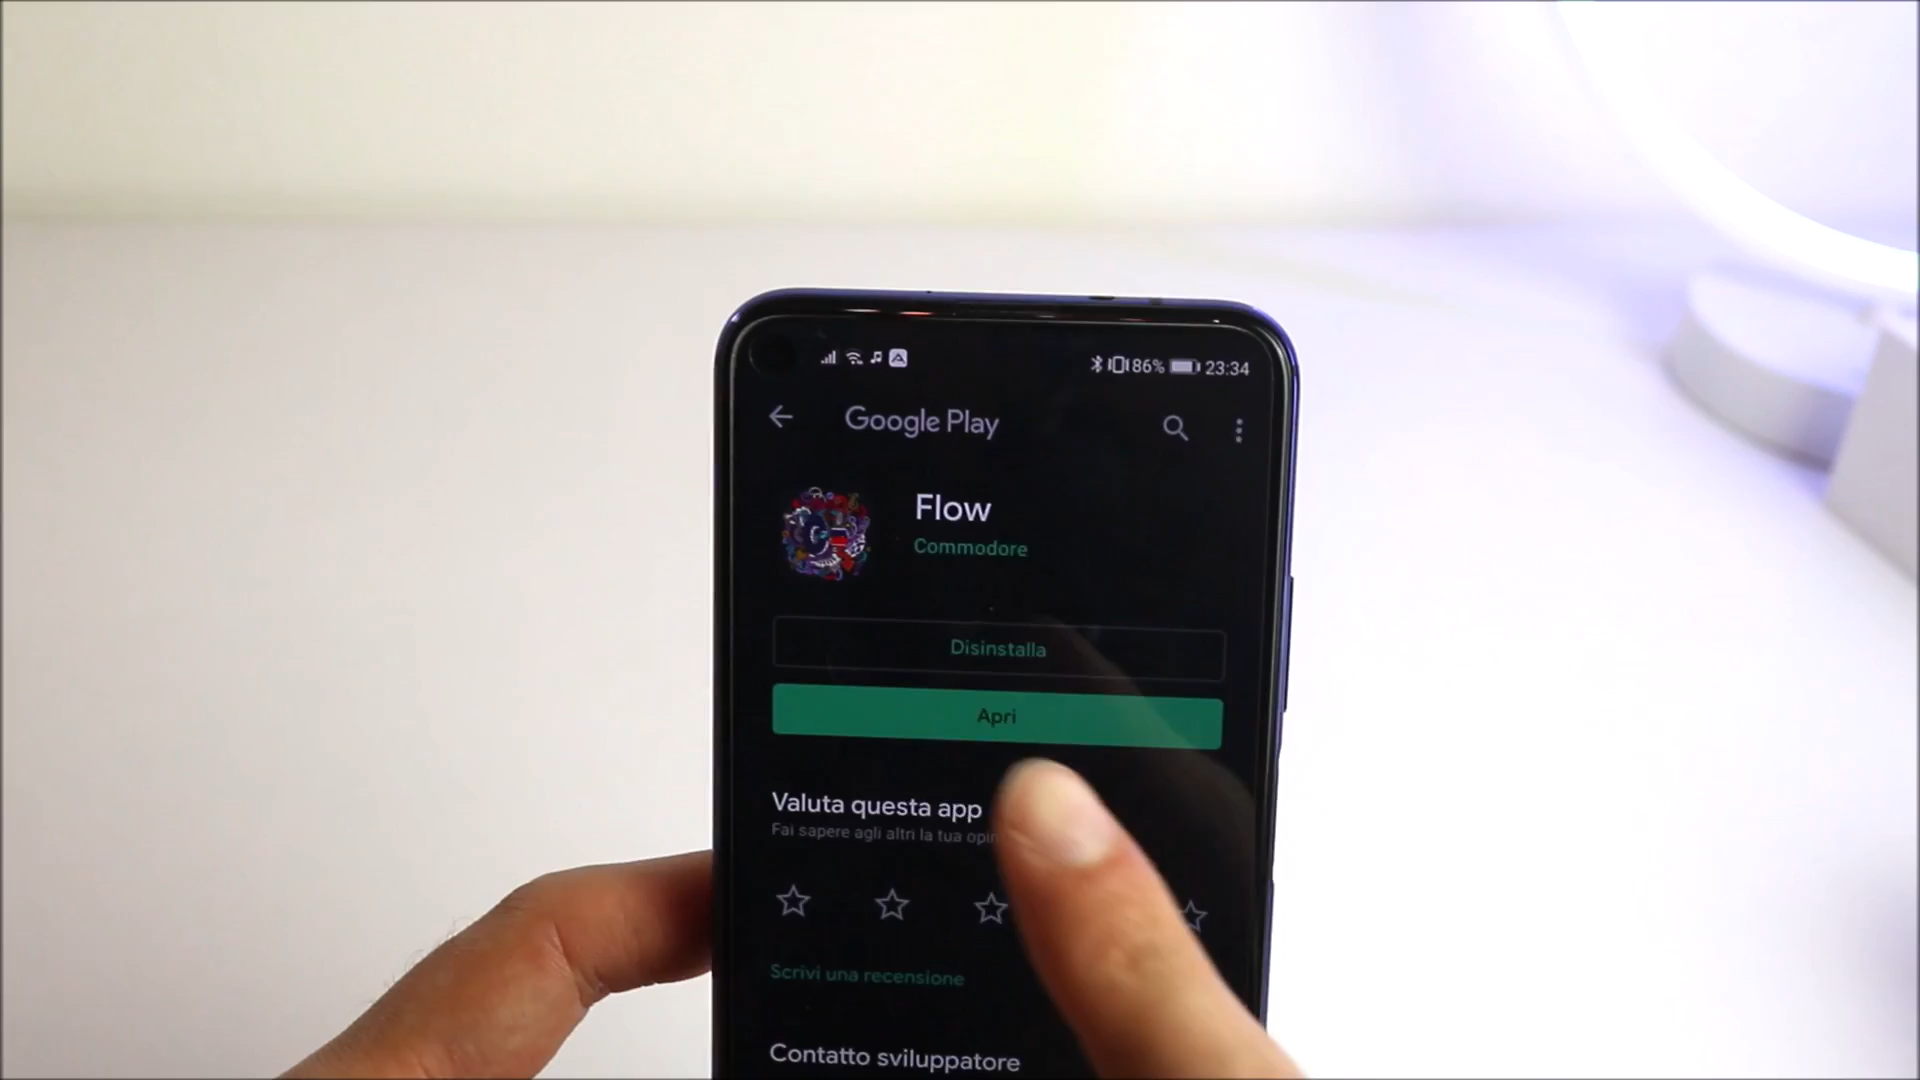 86% 23:34
Google Play
Flow
Commodore
Disinstalla
Apri
Valuta questa app
Fai sapere agli altri la tua
Scrivi una recensione
Contatto sviluppatore